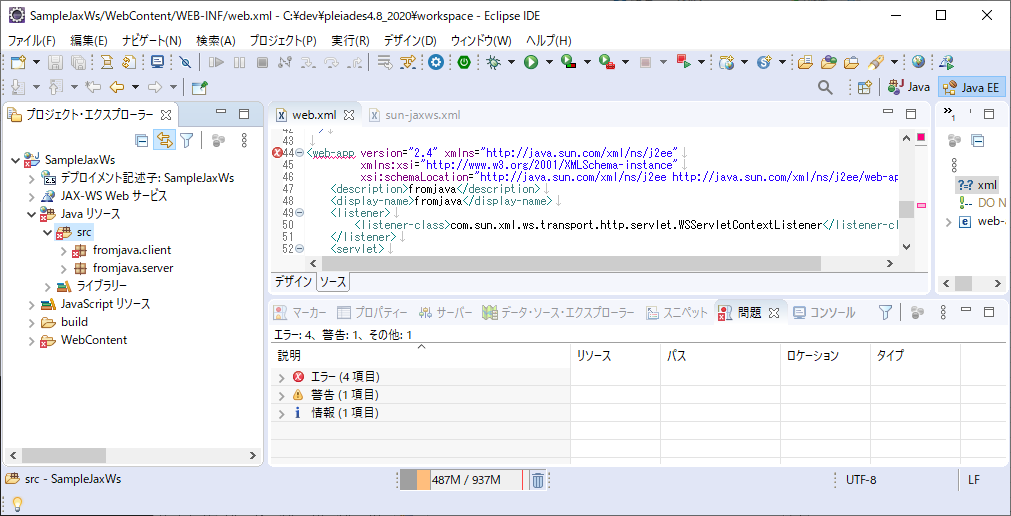 SampleJaxWs/WebContent/WEB-INF/web.xml - C:¥dev¥pleiades4.8_2020¥workspace - Eclipse IDE
ファイル(F) 編集(E) ナビゲート(N) 検索(A) プロジェクト(P) 実行(R) デザイン(D) ウィンドウ(W) ヘルプ(H)
Java Java EE
プロジェクト・エクスプローラー
SampleJaxWs
デプロイメント記述子: SampleJaxWs
JAX-WS Web サービス
Java リソース
src
fromjava.client
fromjava.server
ライブラリー
JavaScript リソース
build
WebContent
web.xml sun-jaxws.xml
42
43
44 <web-app version="2.4" xmlns="http://java.sun.com/xml/ns/j2ee"↓
45 xmlns:xsi="http://www.w3.org/2001/XMLSchema-instance"
46 xsi:schemaLocation="http://java.sun.com/xml/ns/j2ee http://java.sun.com/xml/ns/j2ee/web-ap
47 <description>fromjava</description>↓
48 <display-name>fromjava</display-name>↓
49 <listener>↓
50 <listener-class>com.sun.xml.ws.transport.http.servlet.WSServletContextListener</listener-cl
51 </listener>↓
52 <servlet>↓
デザイン ソース
»1
?=? xml
!-- DO N
web-a
マーカー プロパティー サーバー データ・ソース・エクスプローラー スニペット 問題 コンソール
エラー: 4、警告: 1、その他: 1
説明 リソース パス ロケーション タイプ
エラー (4 項目)
警告 (1 項目)
情報 (1 項目)
src - SampleJaxWs 487M / 937M UTF-8 LF